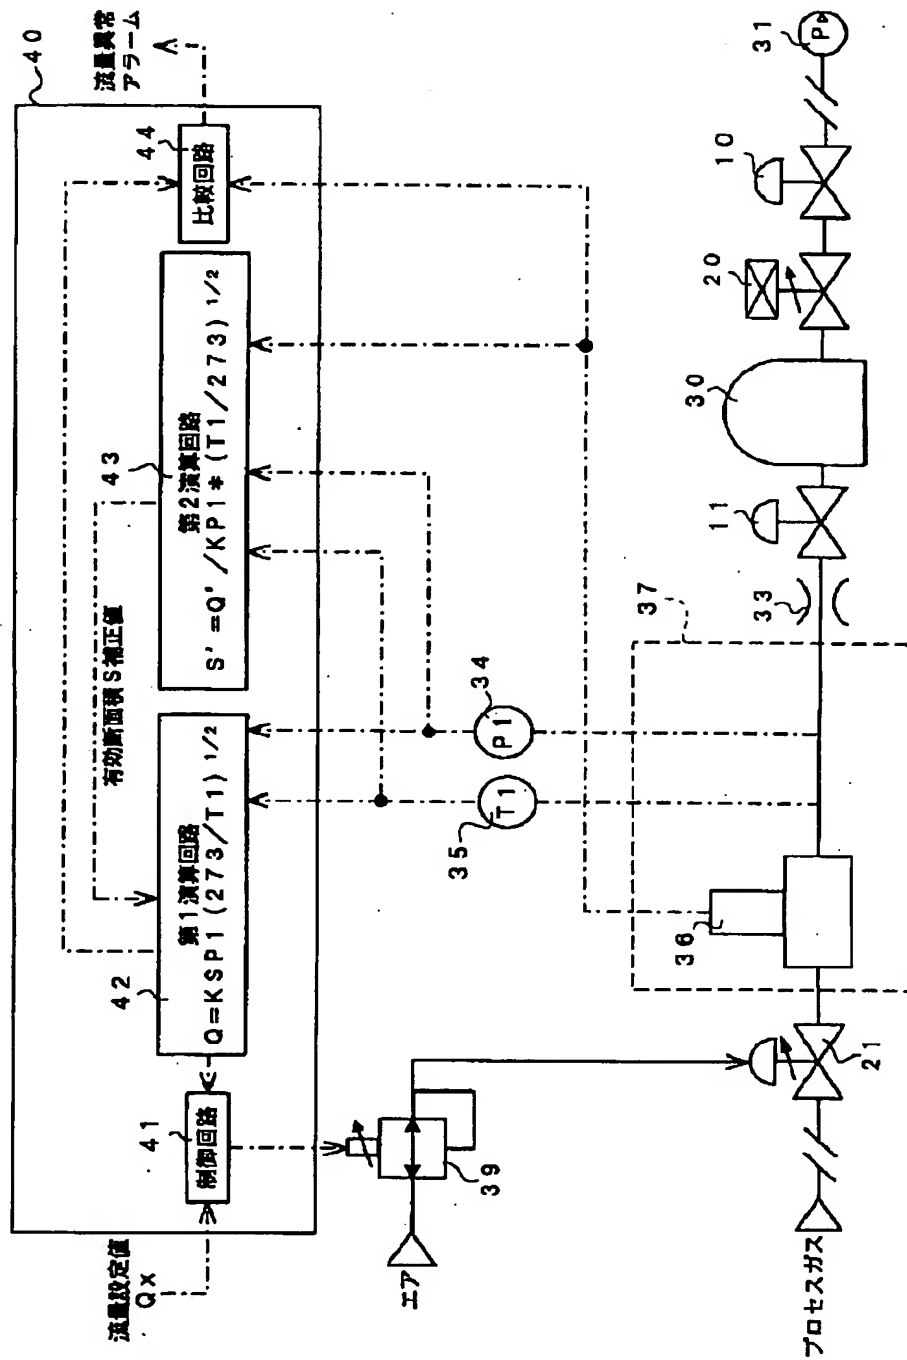 流量設定値
Qx
40
41
制御回路
42
第1演算回路
Q=KSP1(273/T1)1/2
有効断面積S補正値
43
第2演算回路
S'=Q'/KP1*(T1/273)1/2
44
比較回路
流量異常
アラーム
エア
39
35
T1
34
P1
プロセスガス
21
36
37
33
11
30
20
10
31
P